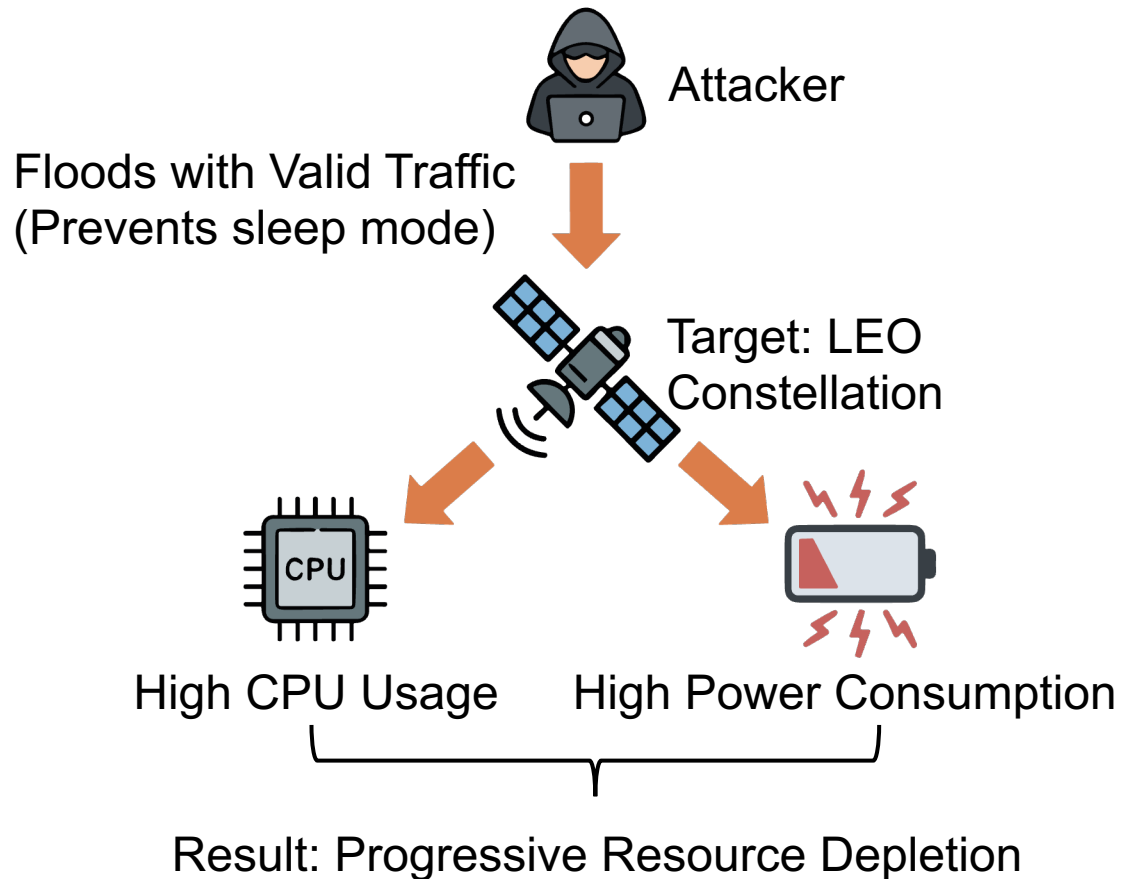 Attacker
Floods with Valid Traffic
(Prevents sleep mode)
Target: LEO
Constellation
CPU
High CPU Usage
High Power Consumption
Result: Progressive Resource Depletion